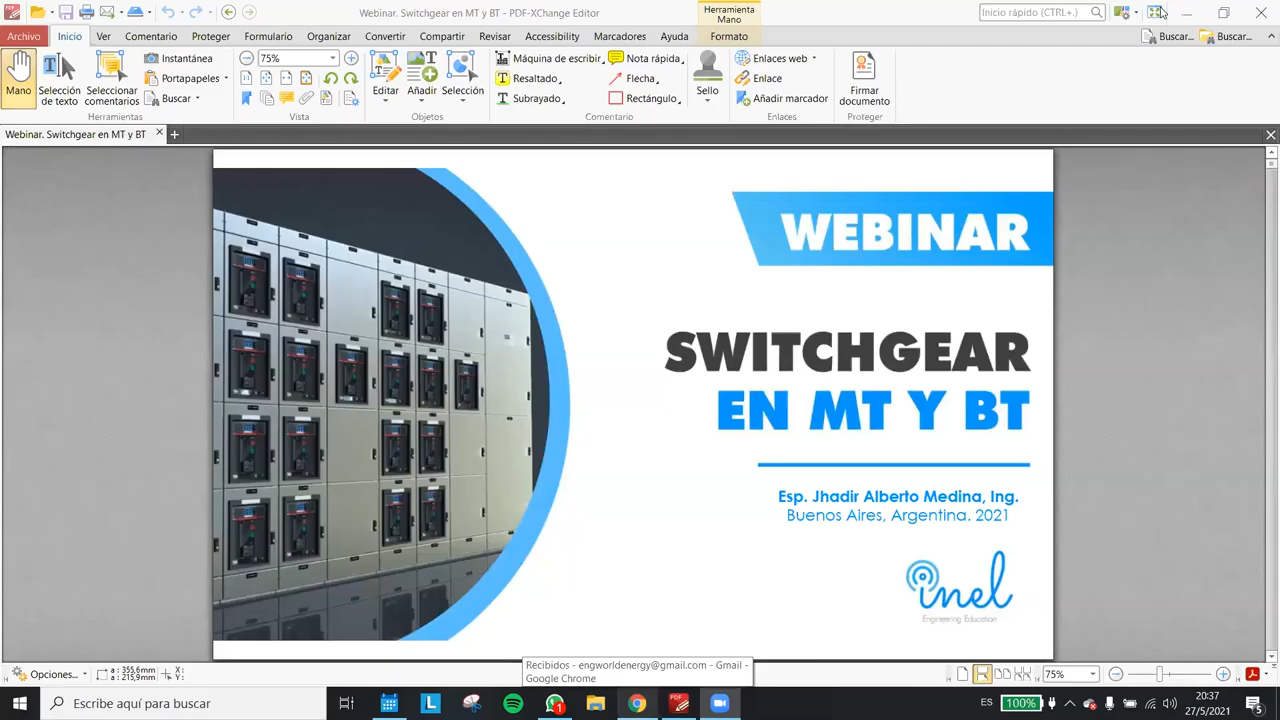 Webinar. Switchgear en MT y BT - PDF-XChange Editor
Herramienta
Mano
Inicio rápido (CTRL+.)
Archivo
Inicio
Ver
Comentario
Proteger
Formulario
Organizar
Convertir
Compartir
Revisar
Accessibility
Marcadores
Ayuda
Formato
Buscar...
Buscar...
Mano
Selección
de texto
Seleccionar
comentarios
Instantánea
Portapapeles
Buscar
Herramientas
75%
Vista
Editar
Añadir
Selección
Objetos
Máquina de escribir
Resaltado
Subrayado
Nota rápida
Flecha
Rectángulo
Comentario
Sello
Enlaces web
Enlace
Añadir marcador
Enlaces
Firmar
documento
Proteger
Webinar. Switchgear en MT y BT
WEBINAR
SWITCHGEAR
EN MT Y BT
Esp. Jhadir Alberto Medina, Ing.
Buenos Aires, Argentina. 2021
inel
Engineering Education
Recibidos - engworldenergy@gmail.com - Gmail -
Google Chrome
Opciones...
a : 355,6mm
a : 215,9mm
X:
Y:
75%
Escribe aquí para buscar
ES
100%
20:37
27/5/2021